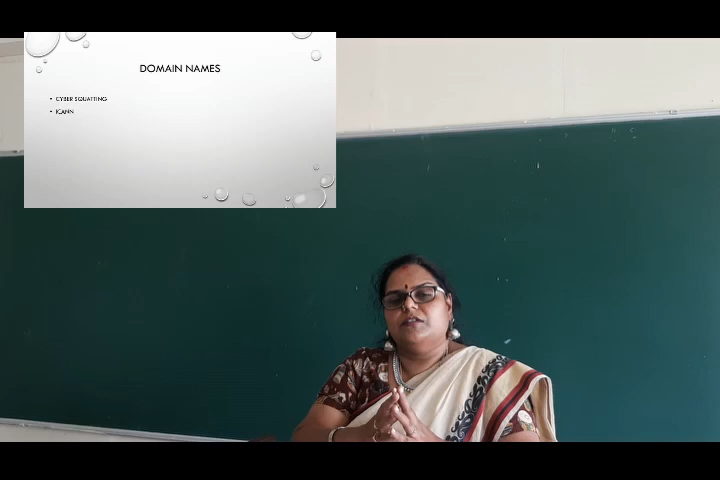 DOMAIN NAMES
• CYBER SQUATTING
• ICANN